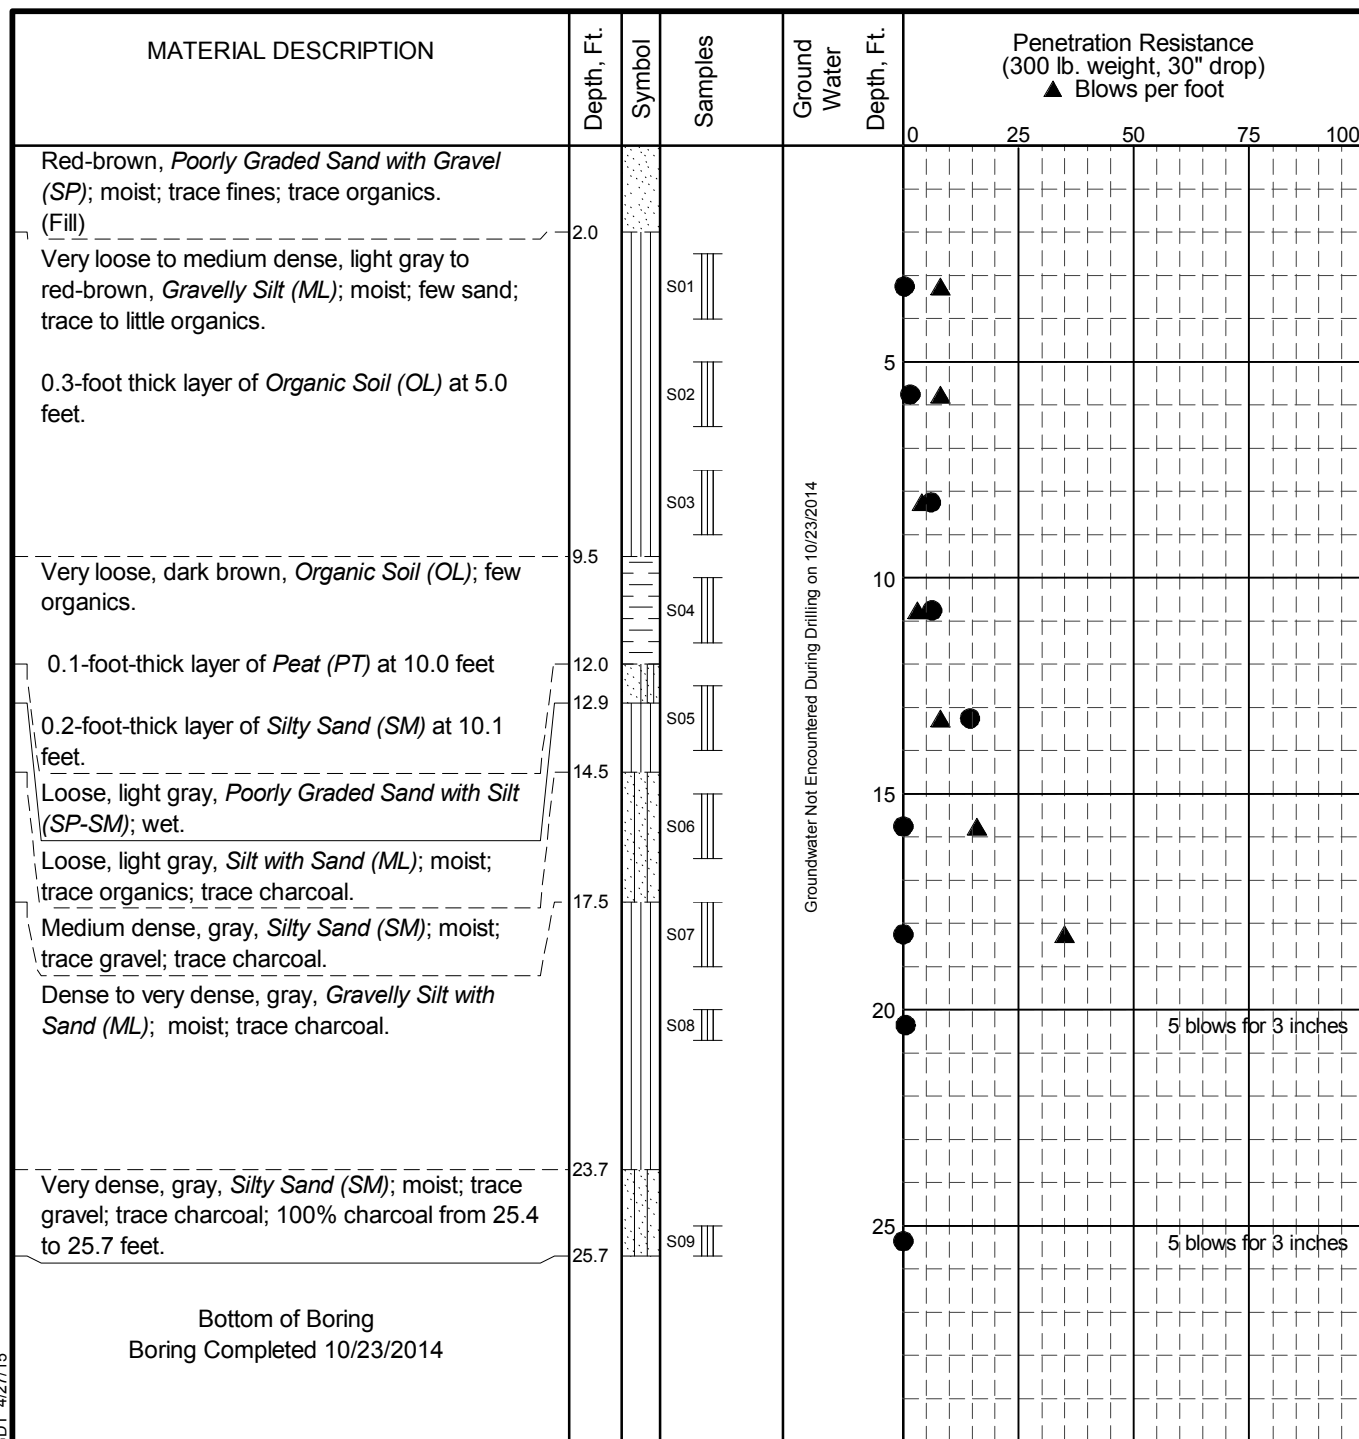 MATERIAL DESCRIPTION
Depth, Ft.
Symbol
Samples
Ground
Water
Depth, Ft.
Penetration Resistance
(300 lb. weight, 30" drop)
▲ Blows per foot
0 25 50 75 100
Red-brown, Poorly Graded Sand with Gravel
(SP); moist; trace fines; trace organics.
(Fill)
2.0
Very loose to medium dense, light gray to
red-brown, Gravelly Silt (ML); moist; few sand;
trace to little organics.
S01
5
0.3-foot thick layer of Organic Soil (OL) at 5.0
feet.
S02
S03
Groundwater Not Encountered During Drilling on 10/23/2014
9.5
Very loose, dark brown, Organic Soil (OL); few
organics.
10
S04
0.1-foot-thick layer of Peat (PT) at 10.0 feet
12.0
12.9
0.2-foot-thick layer of Silty Sand (SM) at 10.1
feet.
S05
14.5
Loose, light gray, Poorly Graded Sand with Silt
(SP-SM); wet.
15
S06
Loose, light gray, Silt with Sand (ML); moist;
trace organics; trace charcoal.
17.5
Medium dense, gray, Silty Sand (SM); moist;
trace gravel; trace charcoal.
S07
Dense to very dense, gray, Gravelly Silt with
Sand (ML); moist; trace charcoal.
S08
20
5 blows for 3 inches
23.7
Very dense, gray, Silty Sand (SM); moist; trace
gravel; trace charcoal; 100% charcoal from 25.4
to 25.7 feet.
S09
25
5 blows for 3 inches
25.7
Bottom of Boring
Boring Completed 10/23/2014
4/27/15